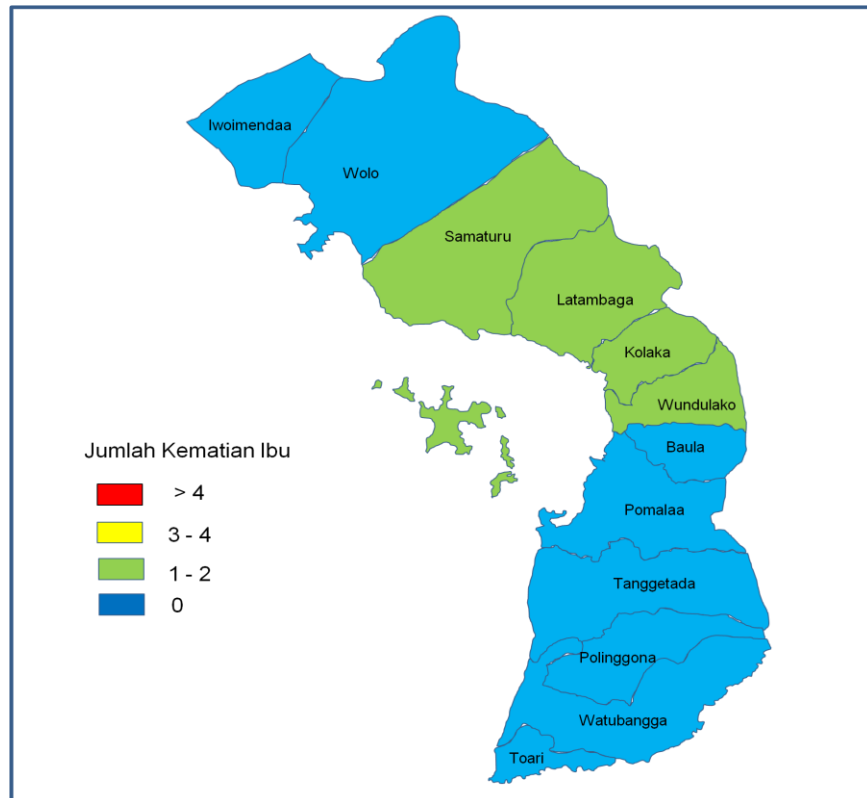 Iwoimendaa
Wolo
Samaturu
Latambaga
Kolaka
Wundulako
Baula
Pomalaa
Tanggetada
Polinggona
Watubangga
Toari
Jumlah Kematian Ibu
> 4
3 - 4
1 - 2
0